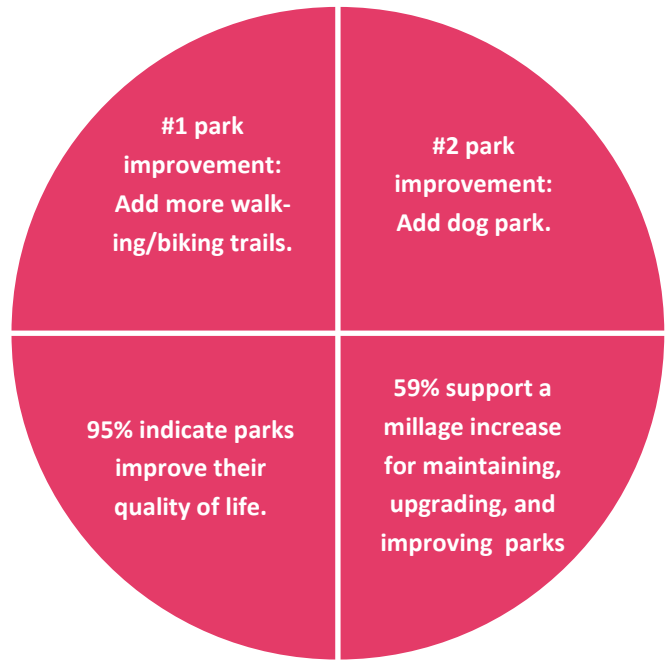 #1 park
improvement:
Add more walk-
ing/biking trails.
#2 park
improvement:
Add dog park.
95% indicate parks
improve their
quality of life.
59% support a
millage increase
for maintaining,
upgrading, and
improving  parks